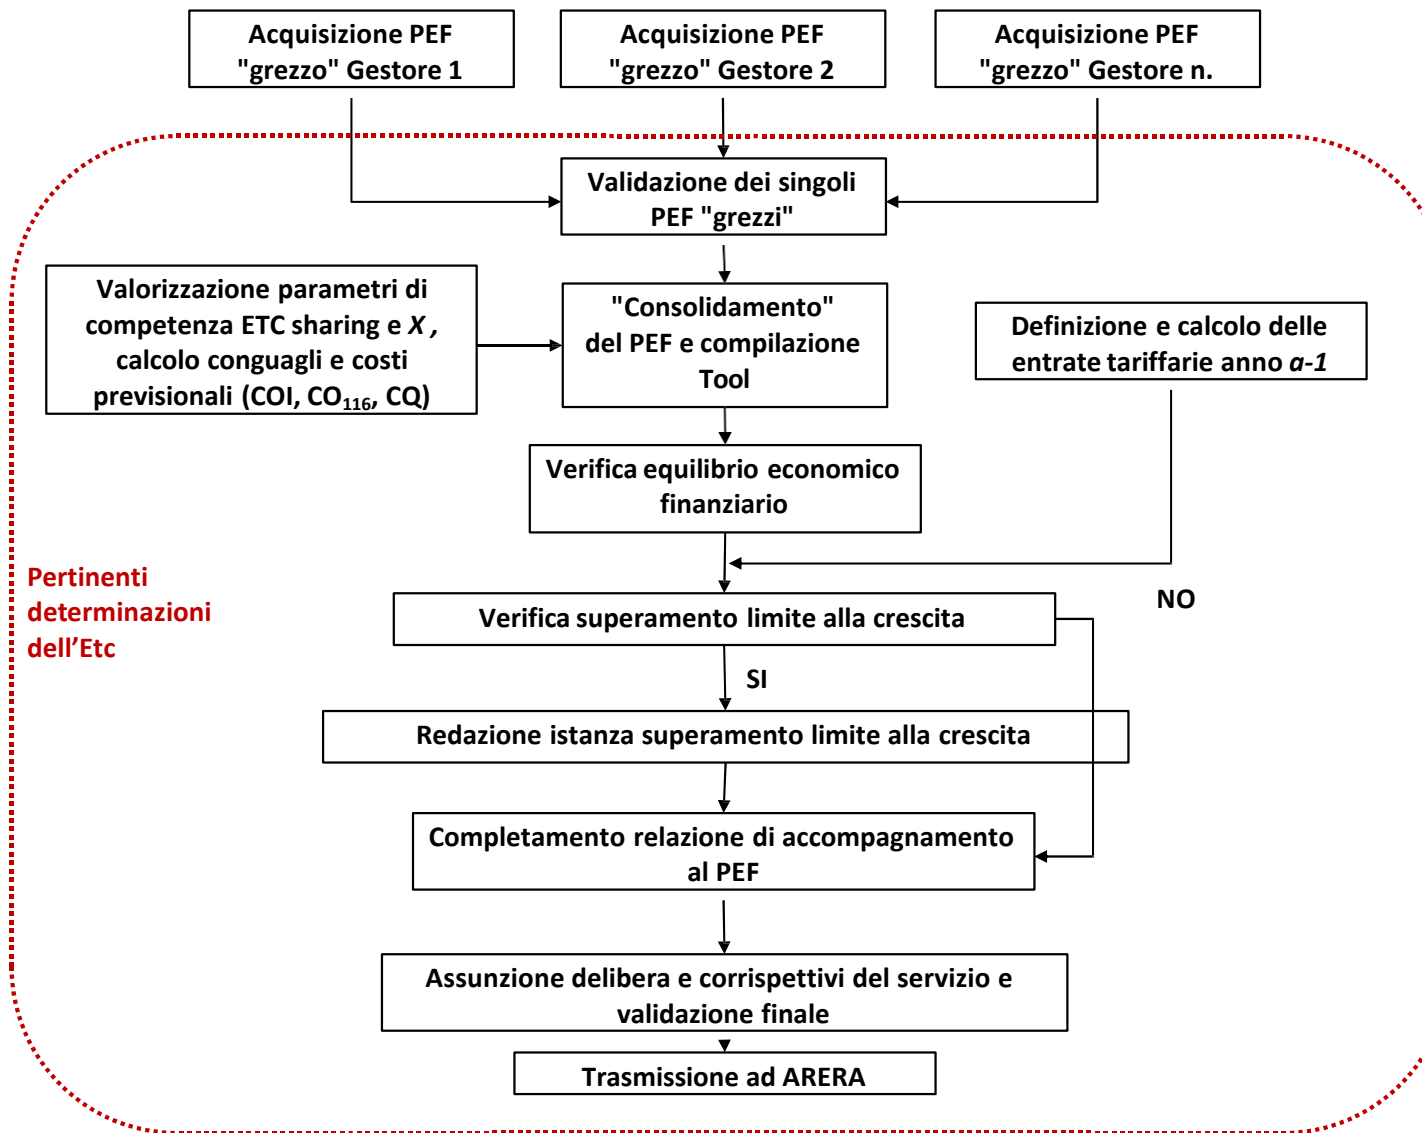 Acquisizione PEF
"grezzo" Gestore 1
Acquisizione PEF
"grezzo" Gestore 2
Acquisizione PEF
"grezzo" Gestore n.
Validazione dei singoli
PEF "grezzi"
Valorizzazione parametri di
competenza ETC sharing e X ,
calcolo conguagli e costi
previsionali (COI, CO116, CQ)
"Consolidamento"
del PEF e compilazione
Tool
Definizione e calcolo delle
entrate tariffarie anno a-1
Verifica equilibrio economico
finanziario
Pertinenti
determinazioni
dell’Etc
NO
Verifica superamento limite alla crescita
SI
Redazione istanza superamento limite alla crescita
Completamento relazione di accompagnamento
al PEF
Assunzione delibera e corrispettivi del servizio e
validazione finale
Trasmissione ad ARERA